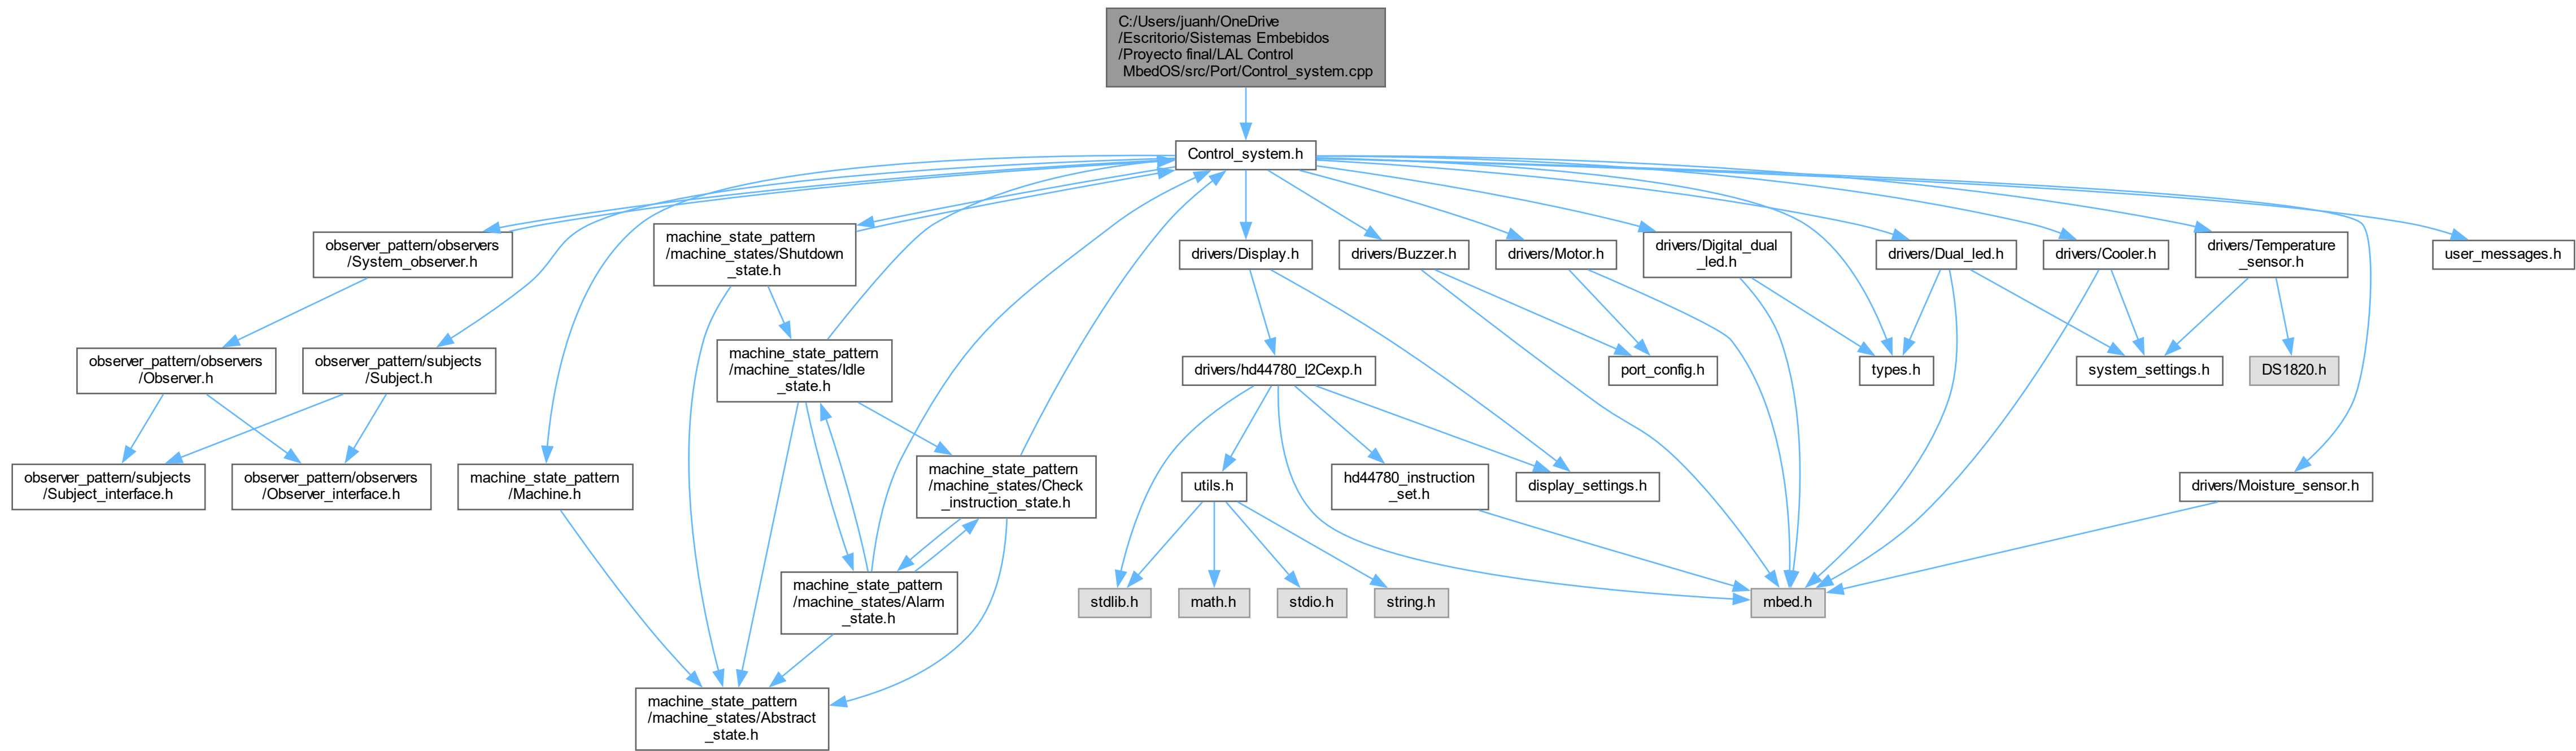 C:/Users/juanh/OneDrive
/Escritorio/Sistemas Embebidos
/Proyecto final/LAL Control
MbedOS/src/Port/Control_system.cpp
Control_system.h
observer_pattern/observers
/System_observer.h
machine_state_pattern
/machine_states/Shutdown
_state.h
drivers/Display.h
drivers/Buzzer.h
drivers/Motor.h
drivers/Digital_dual
_led.h
drivers/Dual_led.h
drivers/Cooler.h
drivers/Temperature
_sensor.h
user_messages.h
observer_pattern/observers
/Observer.h
observer_pattern/subjects
/Subject.h
machine_state_pattern
/machine_states/Idle
_state.h
drivers/hd44780_I2Cexp.h
port_config.h
types.h
system_settings.h
DS1820.h
observer_pattern/subjects
/Subject_interface.h
observer_pattern/observers
/Observer_interface.h
machine_state_pattern
/Machine.h
machine_state_pattern
/machine_states/Check
_instruction_state.h
utils.h
hd44780_instruction
_set.h
display_settings.h
drivers/Moisture_sensor.h
machine_state_pattern
/machine_states/Alarm
_state.h
stdlib.h
math.h
stdio.h
string.h
mbed.h
machine_state_pattern
/machine_states/Abstract
_state.h